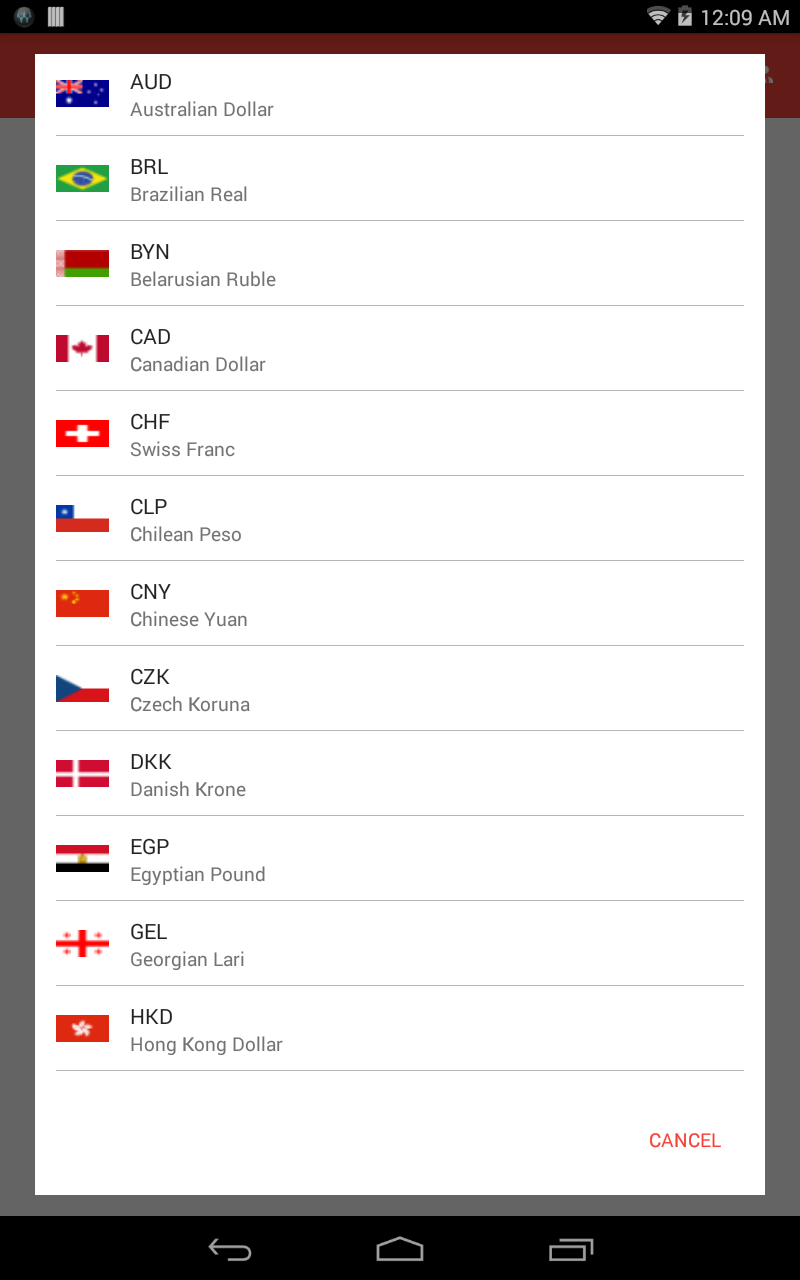 12:09 AM
AUD
Australian Dollar
BRL
Brazilian Real
BYN
Belarusian Ruble
CAD
Canadian Dollar
CHF
Swiss Franc
CLP
Chilean Peso
CNY
Chinese Yuan
CZK
Czech Koruna
DKK
Danish Krone
EGP
Egyptian Pound
GEL
Georgian Lari
HKD
Hong Kong Dollar
CANCEL